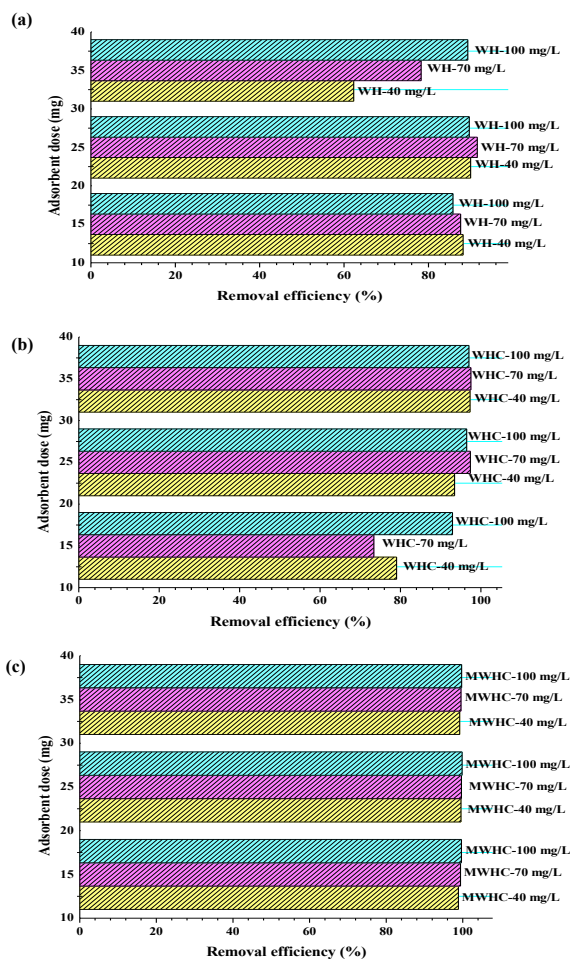 (a)
40
WH-100 mg/L
35
WH-70 mg/L
WH-40 mg/L
30
WH-100 mg/L
25
WH-70 mg/L
WH-40 mg/L
20
WH-100 mg/L
15
WH-70 mg/L
WH-40 mg/L
10
Adsorbent dose (mg)
0 20 40 60 80
Removal efficiency (%)
(b)
40
WHC-100 mg/L
35
WHC-70 mg/L
WHC-40 mg/L
30
WHC-100 mg/L
25
WHC-70 mg/L
WHC-40 mg/L
20
WHC-100 mg/L
15
WHC-70 mg/L
WHC-40 mg/L
10
Adsorbent dose (mg)
0 20 40 60 80 100
Removal efficiency (%)
(c)
40
MWHC-100 mg/L
35
MWHC-70 mg/L
MWHC-40 mg/L
30
MWHC-100 mg/L
25
MWHC-70 mg/L
MWHC-40 mg/L
20
MWHC-100 mg/L
15
MWHC-70 mg/L
MWHC-40 mg/L
10
Adsorbent dose (mg)
0 20 40 60 80 100
Removal efficiency (%)